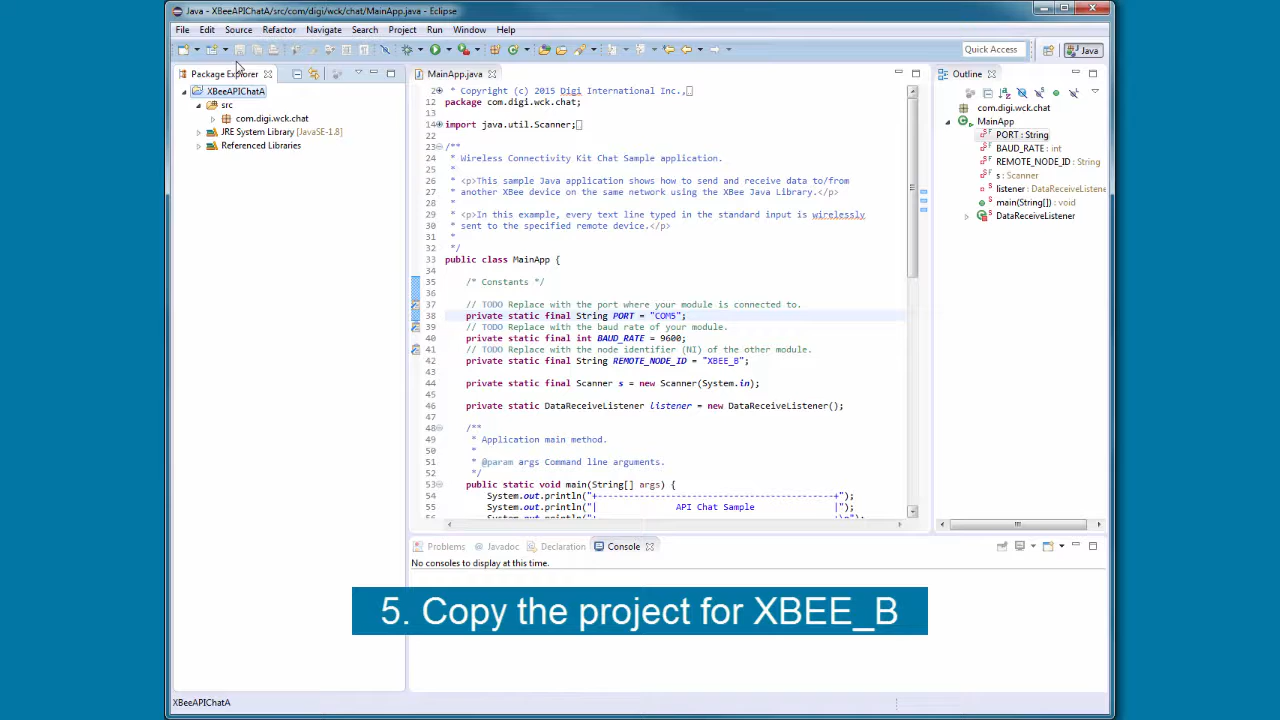 Java - XBeeAPIChatA/src/com/digi/wck/chat/MainApp.java - Eclipse
File Edit Source Refactor Navigate Search Project Run Window Help
Quick Access Java
Package Explorer
XBeeAPIChatA
src
com.digi.wck.chat
JRE System Library [JavaSE-1.8]
Referenced Libraries
MainApp.java
2 * Copyright (c) 2015 Digi International Inc.,
12 package com.digi.wck.chat;
13
14 import java.util.Scanner;
22
23 /**
24 * Wireless Connectivity Kit Chat Sample application.
25 *
26 * <p>This sample Java application shows how to send and receive data to/from
27 * another XBee device on the same network using the XBee Java Library.</p>
28 *
29 * <p>In this example, every text line typed in the standard input is wirelessly
30 * sent to the specified remote device.</p>
31 *
32 */
33 public class MainApp {
34
35 /* Constants */
36
37 // TODO Replace with the port where your module is connected to.
38 private static final String PORT = "COM5";
39 // TODO Replace with the baud rate of your module.
40 private static final int BAUD_RATE = 9600;
41 // TODO Replace with the node identifier (NI) of the other module.
42 private static final String REMOTE_NODE_ID = "XBEE_B";
43
44 private static final Scanner s = new Scanner(System.in);
45
46 private static DataReceiveListener listener = new DataReceiveListener();
47
48 /**
49 * Application main method.
50 *
51 * @param args Command line arguments.
52 */
53 public static void main(String[] args) {
54 System.out.println("+-----------------------------------------+");
55 System.out.println("| API Chat Sample |");
Outline
com.digi.wck.chat
MainApp
PORT : String
BAUD_RATE : int
REMOTE_NODE_ID : String
s : Scanner
listener : DataReceiveListene
main(String[]) : void
DataReceiveListener
Problems @ Javadoc Declaration Console
No consoles to display at this time.
5. Copy the project for XBEE_B
XBeeAPIChatA